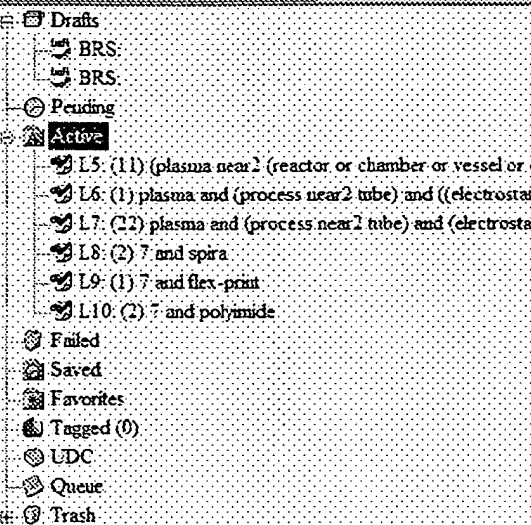 Drafts
BRS:
BRS:
Pending
Active
L5: (11) (plasma near2 (reactor or chamber or vessel or
L6: (1) plasma and (process near2 tube) and ((electrosta
L7: (22) plasma and (process near2 tube) and (electrosta
L8: (2) 7 and spira
L9: (1) 7 and flex-print
L10: (2) 7 and polyimide
Failed
Saved
Favorites
Tagged (0)
UDC
Queue
Trash